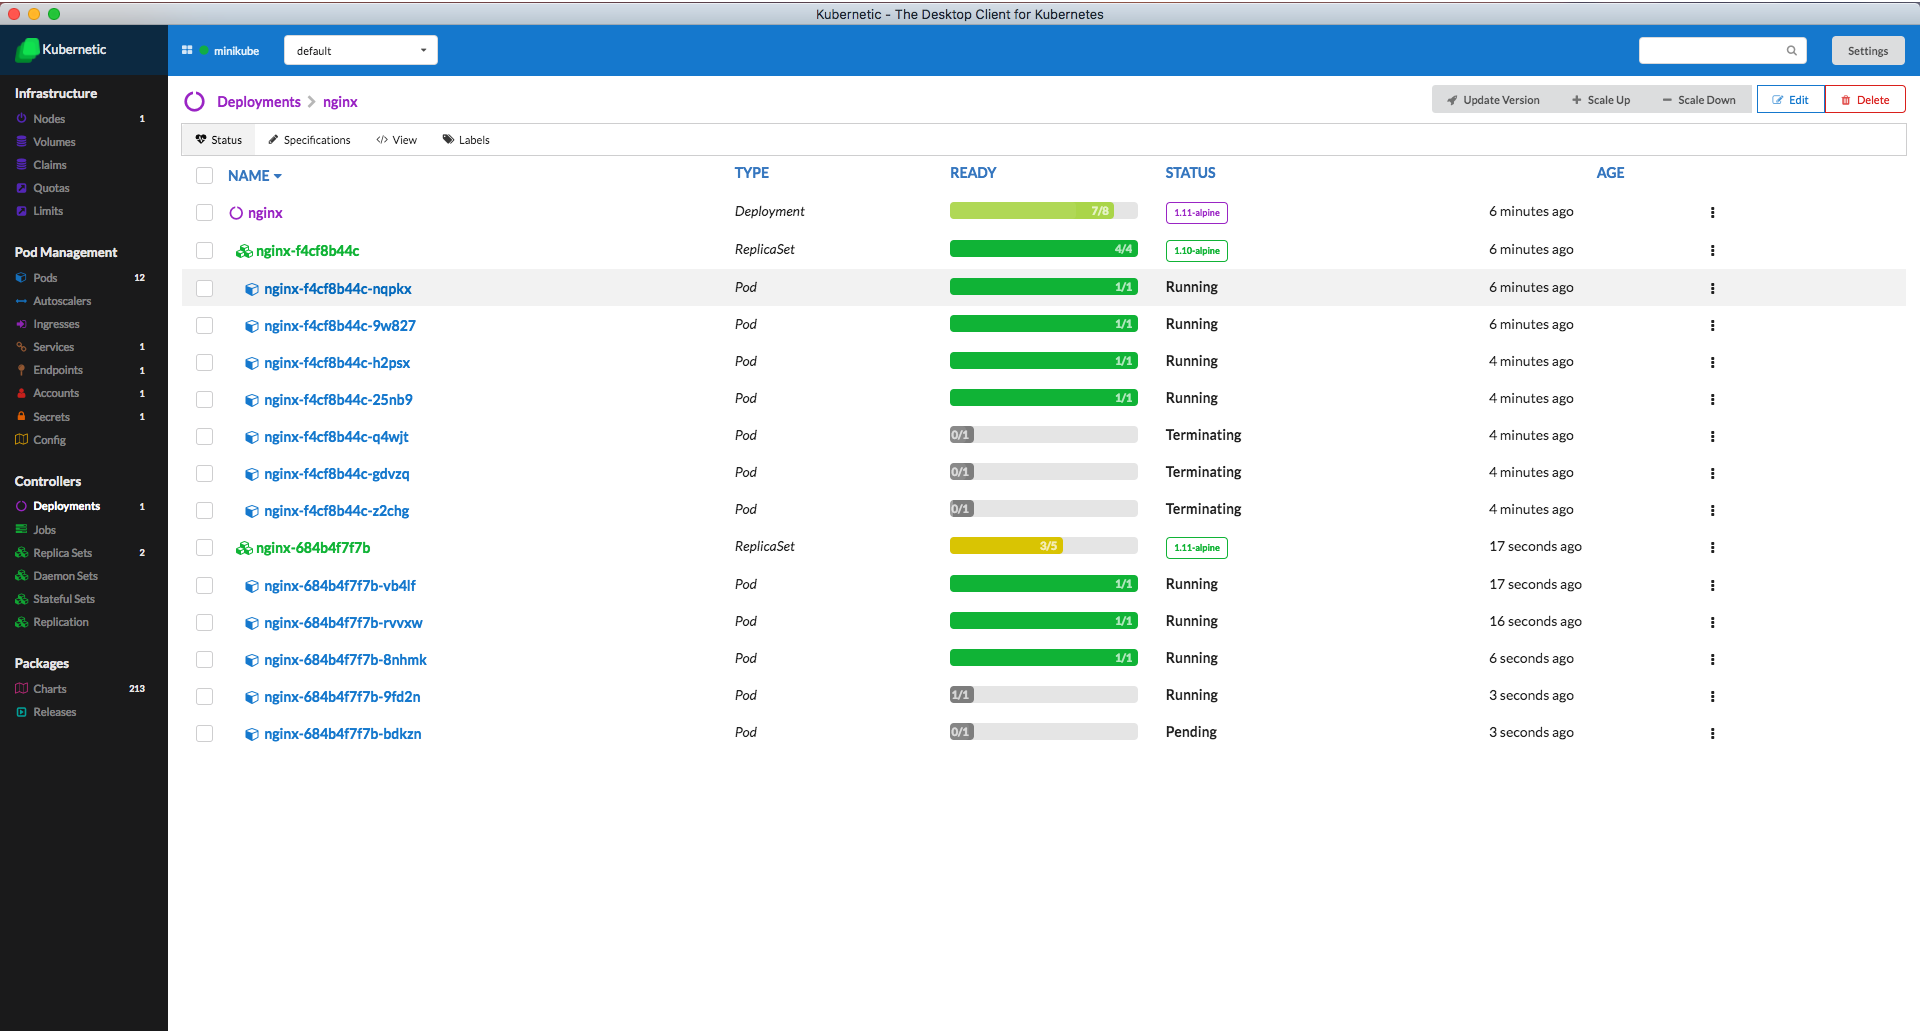 Kubernetic - The Desktop Client for Kubernetes
Kubernetic
minikube
default
Settings
Infrastructure
Nodes 1
Volumes
Claims
Quotas
Limits
Pod Management
Pods 12
Autoscalers
Ingresses
Services 1
Endpoints 1
Accounts 1
Secrets 1
Config
Controllers
Deployments 1
Jobs
Replica Sets 2
Daemon Sets
Stateful Sets
Replication
Packages
Charts 213
Releases
Deployments > nginx
Update Version Scale Up Scale Down Edit Delete
Status Specifications View Labels
NAME TYPE READY STATUS AGE
nginx Deployment 7/8 1.11-alpine 6 minutes ago
nginx-f4cf8b44c ReplicaSet 4/4 1.10-alpine 6 minutes ago
nginx-f4cf8b44c-nqpkx Pod 1/1 Running 6 minutes ago
nginx-f4cf8b44c-9w827 Pod 1/1 Running 6 minutes ago
nginx-f4cf8b44c-h2psx Pod 1/1 Running 4 minutes ago
nginx-f4cf8b44c-25nb9 Pod 1/1 Running 4 minutes ago
nginx-f4cf8b44c-q4wjt Pod 0/1 Terminating 4 minutes ago
nginx-f4cf8b44c-gdvzq Pod 0/1 Terminating 4 minutes ago
nginx-f4cf8b44c-z2chg Pod 0/1 Terminating 4 minutes ago
nginx-684b4f7f7b ReplicaSet 3/5 1.11-alpine 17 seconds ago
nginx-684b4f7f7b-vb4lf Pod 1/1 Running 17 seconds ago
nginx-684b4f7f7b-rvvxw Pod 1/1 Running 16 seconds ago
nginx-684b4f7f7b-8nhmk Pod 1/1 Running 6 seconds ago
nginx-684b4f7f7b-9fd2n Pod 1/1 Running 3 seconds ago
nginx-684b4f7f7b-bdkzn Pod 0/1 Pending 3 seconds ago